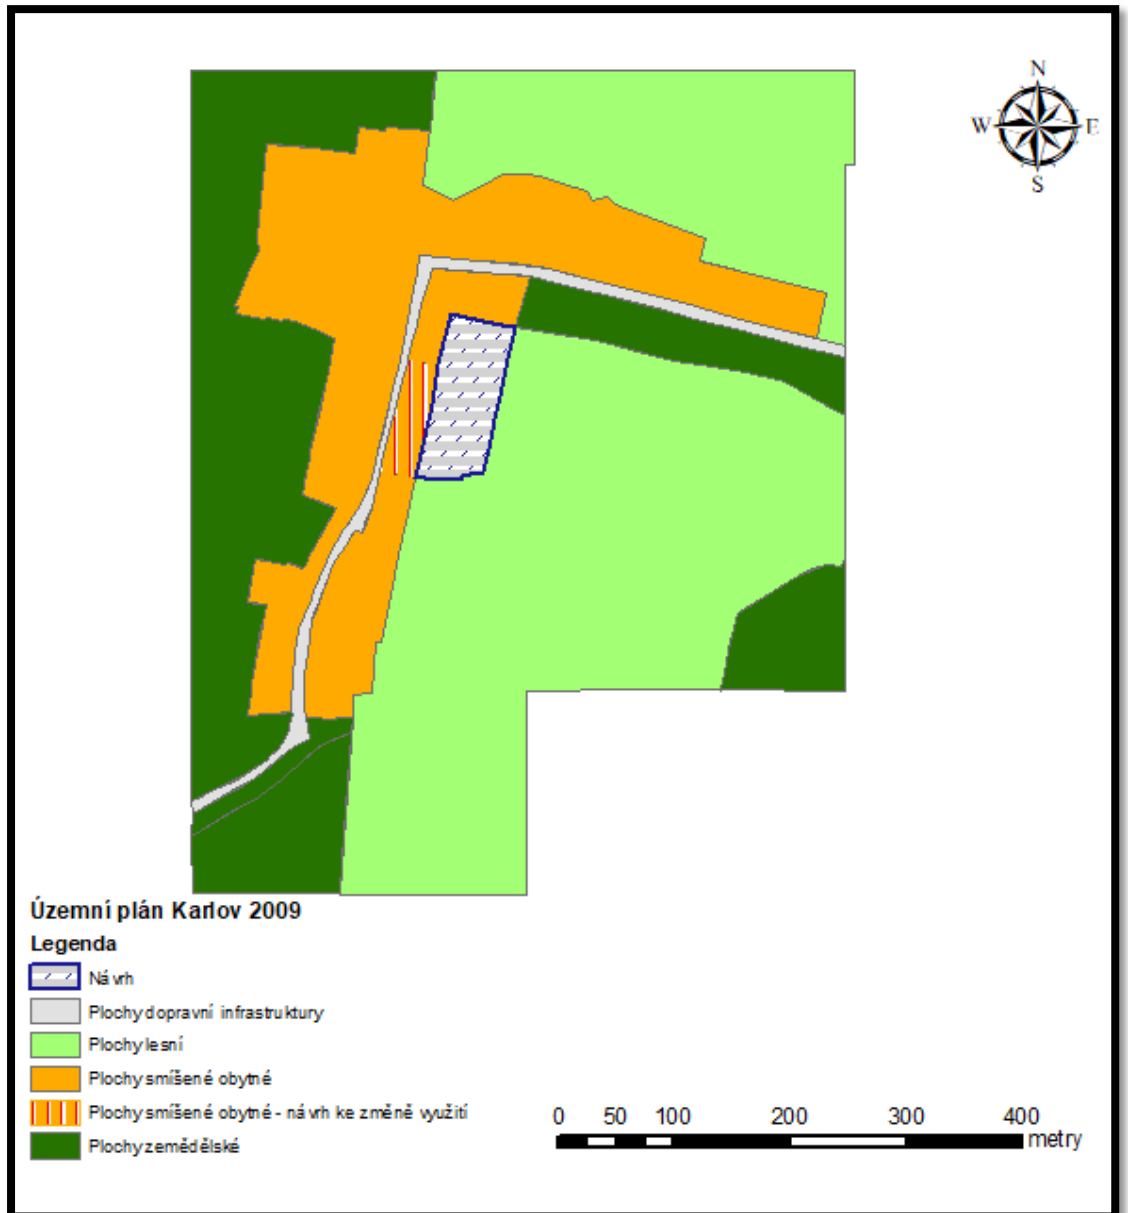 N
W E
S
Územní plán Karlov 2009
Legenda
Návrh
Plochy dopravní infrastruktury
Plochy lesní
Plochy smíšené obytné
Plochy smíšené obytné - návrh ke změně využití
Plochy zemědělské
0 50 100 200 300 400
metry